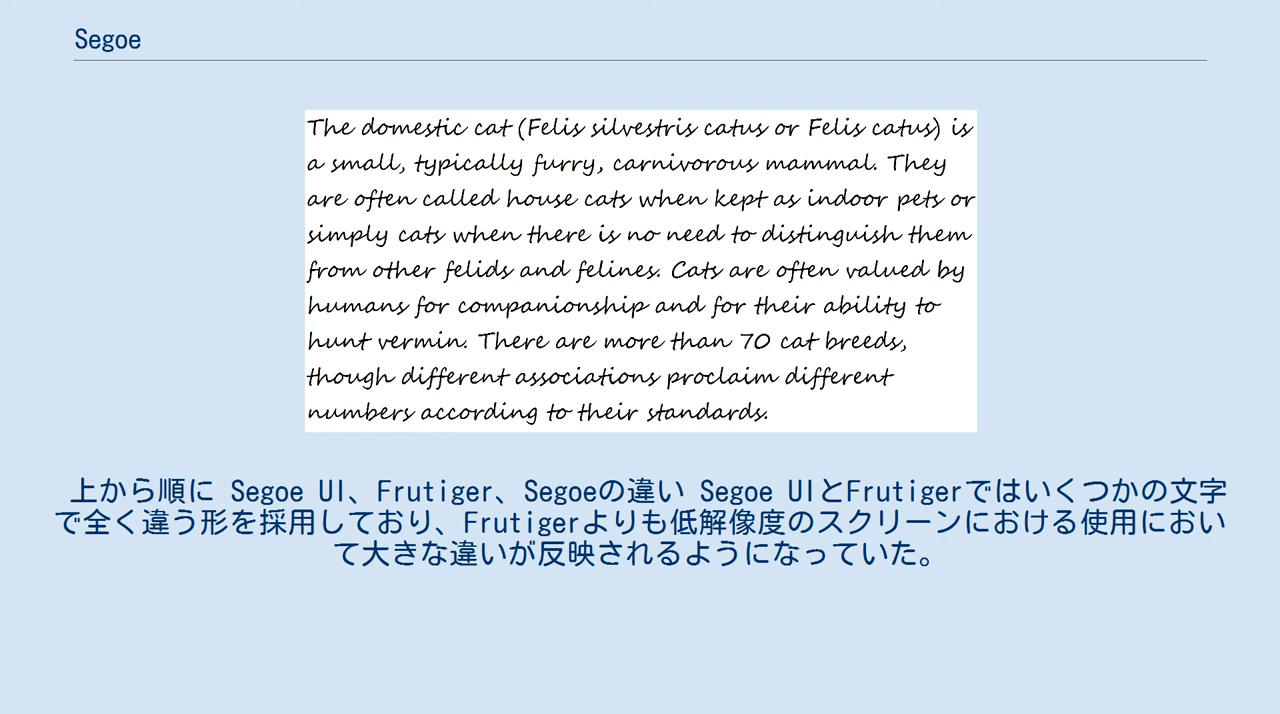 Segoe
The domestic cat (Felis silvestris catus or Felis catus) is
a small, typically furry, carnivorous mammal. They
are often called house cats when kept as indoor pets or
simply cats when there is no need to distinguish them
from other felids and felines. Cats are often valued by
humans for companionship and for their ability to
hunt vermin. There are more than 70 cat breeds,
though different associations proclaim different
numbers according to their standards.
上から順に Segoe UI、Frutiger、Segoeの違い Segoe UIとFrutigerではいくつかの文字
で全く違う形を採用しており、Frutigerよりも低解像度のスクリーンにおける使用におい
て大きな違いが反映されるようになっていた。